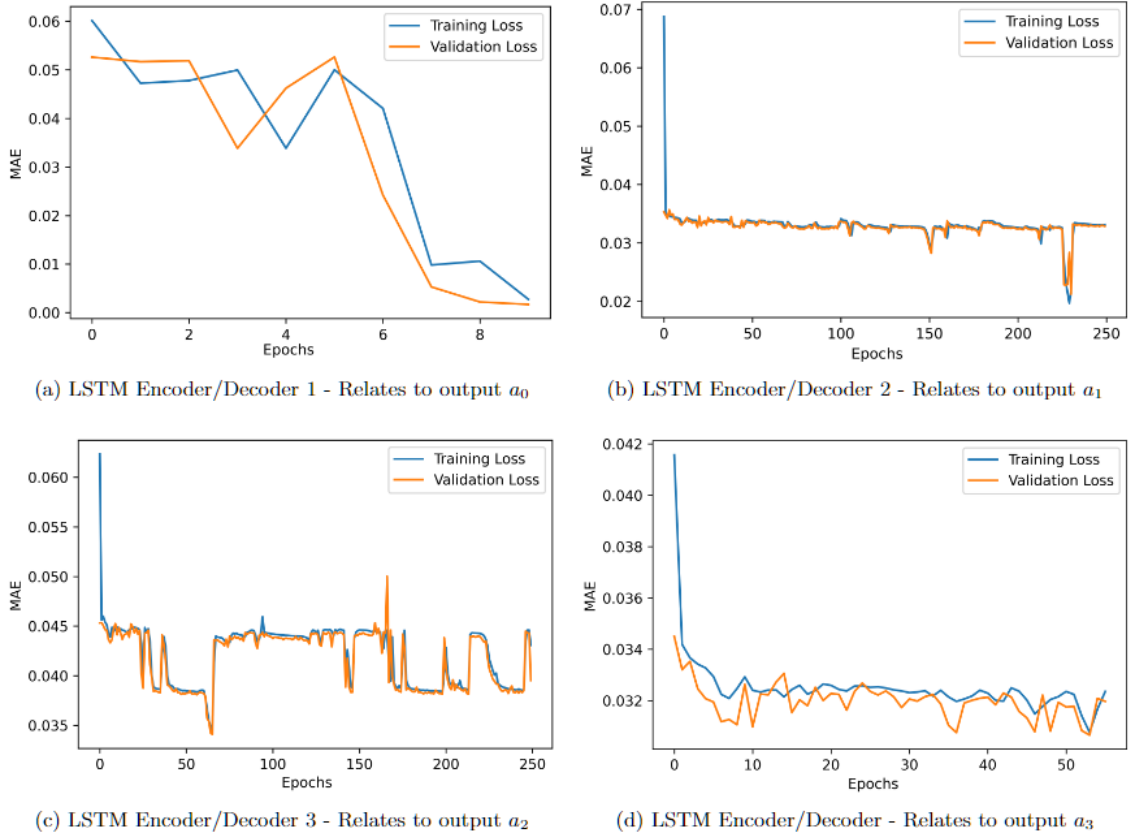 0.06
0.05
0.04
0.03
0.02
0.01
0.00
MAE
Training Loss
Validation Loss
0 2 4 6 8
Epochs
(a) LSTM Encoder/Decoder 1 - Relates to output a₀
0.07
0.06
0.05
0.04
0.03
0.02
MAE
Training Loss
Validation Loss
0 50 100 150 200 250
Epochs
(b) LSTM Encoder/Decoder 2 - Relates to output a₁
0.060
0.055
0.050
0.045
0.040
0.035
MAE
Training Loss
Validation Loss
0 50 100 150 200 250
Epochs
(c) LSTM Encoder/Decoder 3 - Relates to output a₂
0.042
0.040
0.038
0.036
0.034
0.032
MAE
Training Loss
Validation Loss
0 10 20 30 40 50
Epochs
(d) LSTM Encoder/Decoder - Relates to output a₃